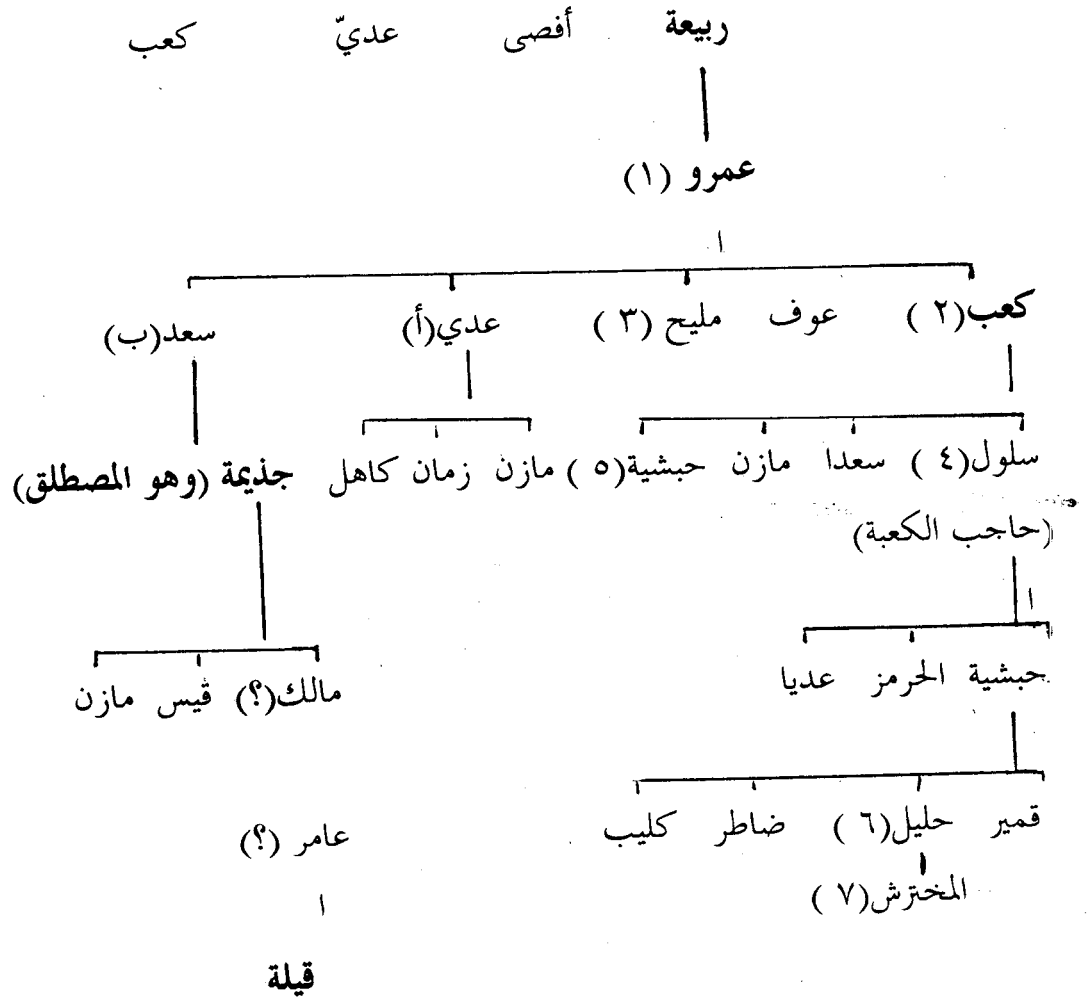 ربيعة أفصى عديّ كعب
عمرو (١)
ا
كعب(٢ ) عوف مليح (٣ ) عدي(أ) سعد(ب)
سلول(٤ ) سعدا مازن حبشية(٥ ) مازن زمان كاهل جذيمة (وهو المصطلق)
(حاجب الكعبة)
ا
حبشية الحرمز عديا مالك(؟) قيس مازن
قمير حليل(٦ ) ضاطر كليب عامر (؟)
المخترش(٧ ) ا
قيلة